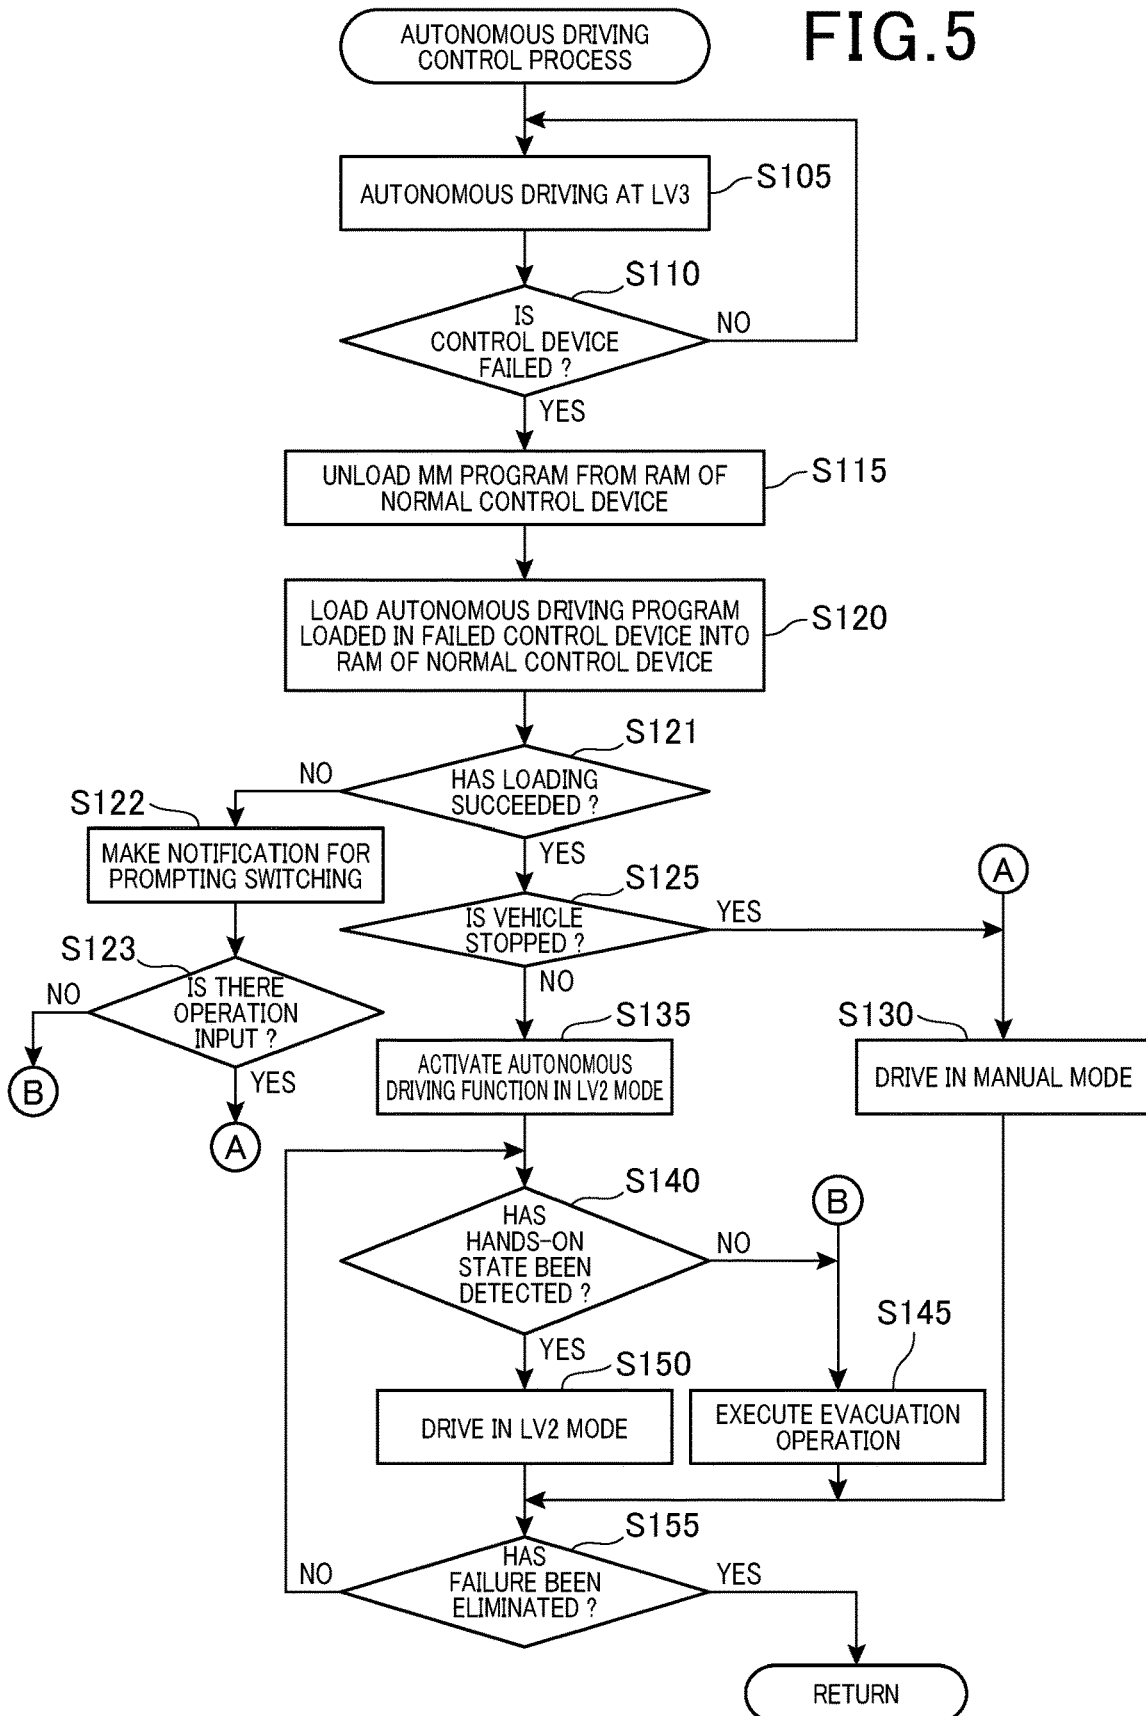 AUTONOMOUS DRIVING
CONTROL PROCESS
FIG.5
AUTONOMOUS DRIVING AT LV3
S105
S110
IS
CONTROL DEVICE
FAILED ?
NO
YES
UNLOAD MM PROGRAM FROM RAM OF
NORMAL CONTROL DEVICE
S115
LOAD AUTONOMOUS DRIVING PROGRAM
LOADED IN FAILED CONTROL DEVICE INTO
RAM OF NORMAL CONTROL DEVICE
S120
S121
HAS LOADING
SUCCEEDED ?
NO
YES
S122
MAKE NOTIFICATION FOR
PROMPTING SWITCHING
S125
IS VEHICLE
STOPPED ?
YES
NO
A
S123
IS THERE
OPERATION
INPUT ?
NO
YES
B
A
S135
ACTIVATE AUTONOMOUS
DRIVING FUNCTION IN LV2 MODE
S130
DRIVE IN MANUAL MODE
S140
HAS
HANDS-ON
STATE BEEN
DETECTED ?
NO
YES
B
S145
EXECUTE EVACUATION
OPERATION
S150
DRIVE IN LV2 MODE
S155
HAS
FAILURE BEEN
ELIMINATED ?
NO
YES
RETURN